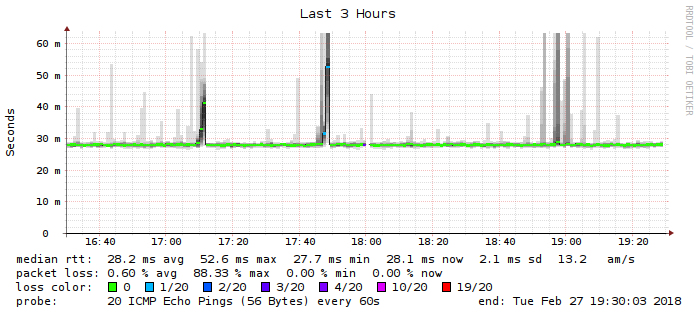 Last 3 Hours
RRDTOOL / TOBI OETIKER
Seconds
60 m
50 m
40 m
30 m
20 m
10 m
0
16:40 17:00 17:20 17:40 18:00 18:20 18:40 19:00 19:20
median rtt: 28.2 ms avg 52.6 ms max 27.7 ms min 28.1 ms now 2.1 ms sd 13.2 am/s
packet loss: 0.60 % avg 88.33 % max 0.00 % min 0.00 % now
loss color: 0 1/20 2/20 3/20 4/20 10/20 19/20
probe: 20 ICMP Echo Pings (56 Bytes) every 60s end: Tue Feb 27 19:30:03 2018